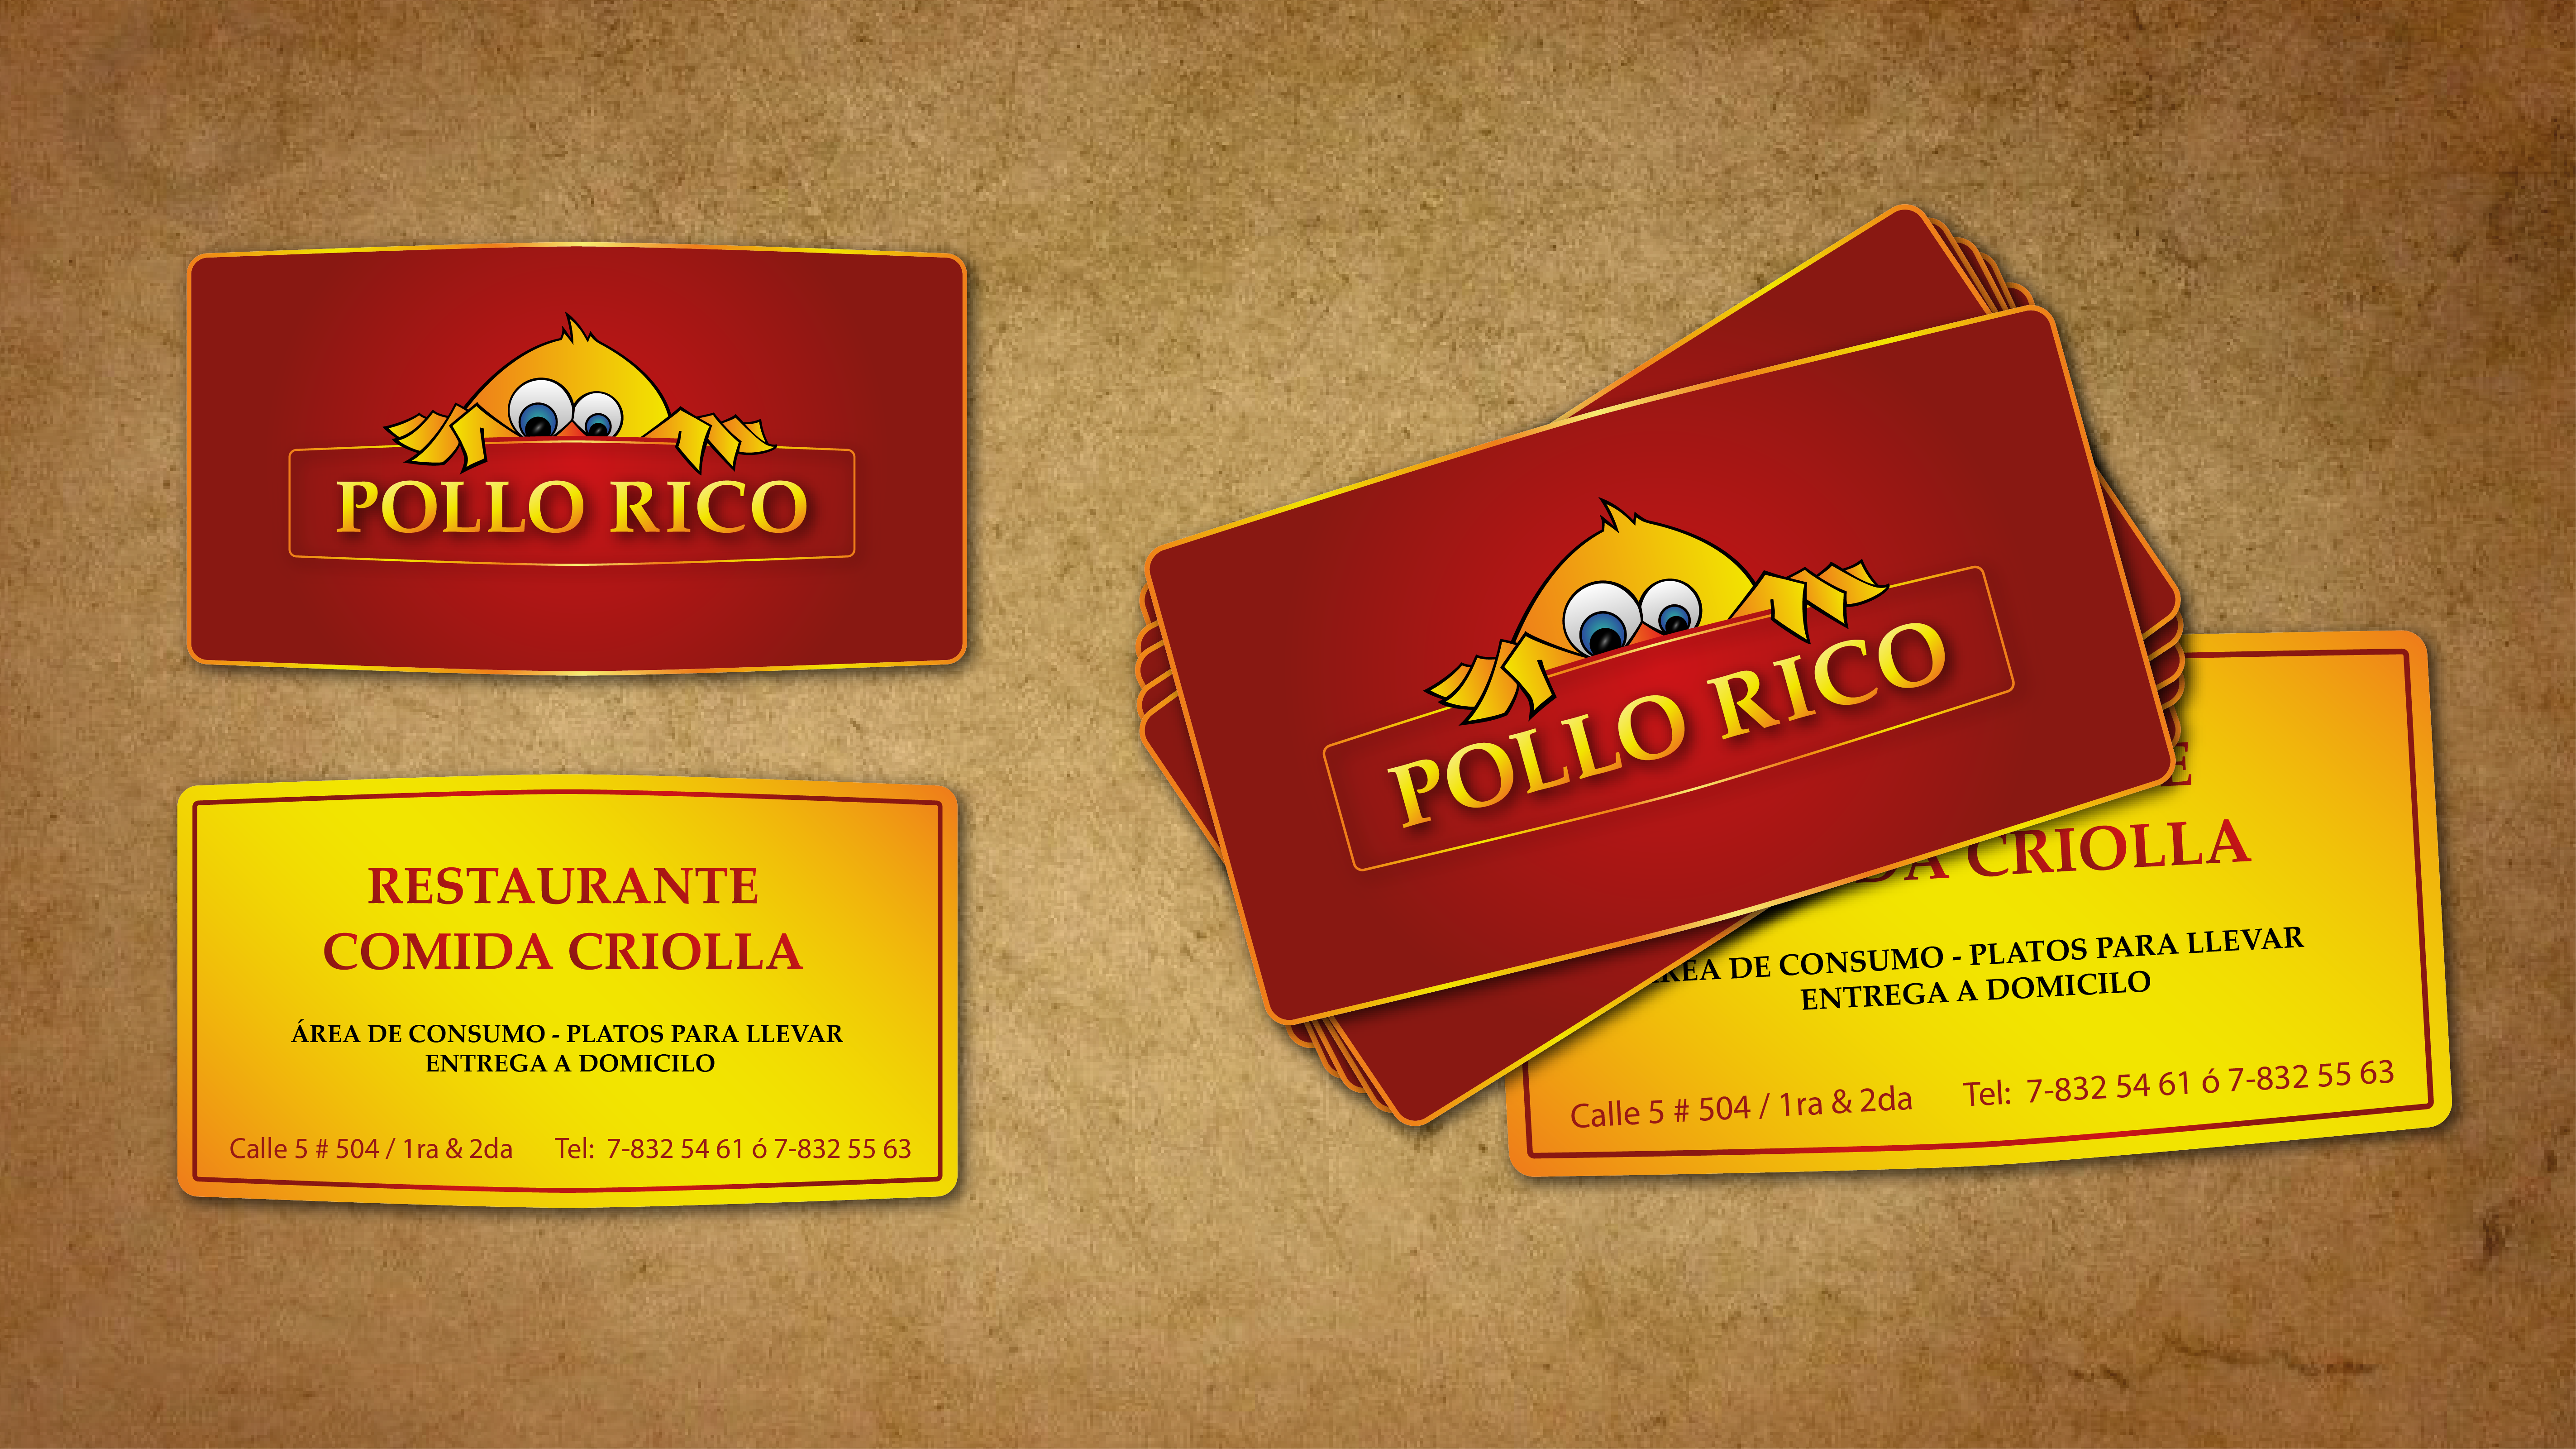 POLLO RICO
RESTAURANTE
COMIDA CRIOLLA
ÁREA DE CONSUMO - PLATOS PARA LLEVAR
ENTREGA A DOMICILO
Calle 5 # 504 / 1ra & 2da Tel: 7-832 54 61 ó 7-832 55 63
POLLO RICO
CRIOLLA
DE CONSUMO - PLATOS PARA LLEVAR
ENTREGA A DOMICILO
Calle 5 # 504 / 1ra & 2da Tel: 7-832 54 61 ó 7-832 55 63